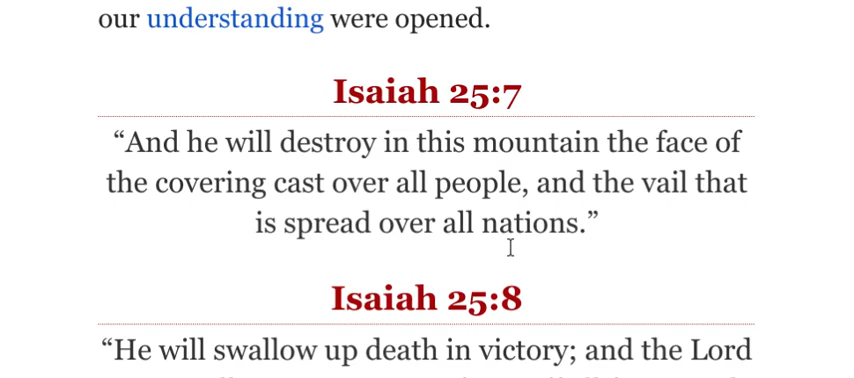 our understanding were opened.
Isaiah 25:7
“And he will destroy in this mountain the face of
the covering cast over all people, and the vail that
is spread over all nations.”
Isaiah 25:8
“He will swallow up death in victory; and the Lord